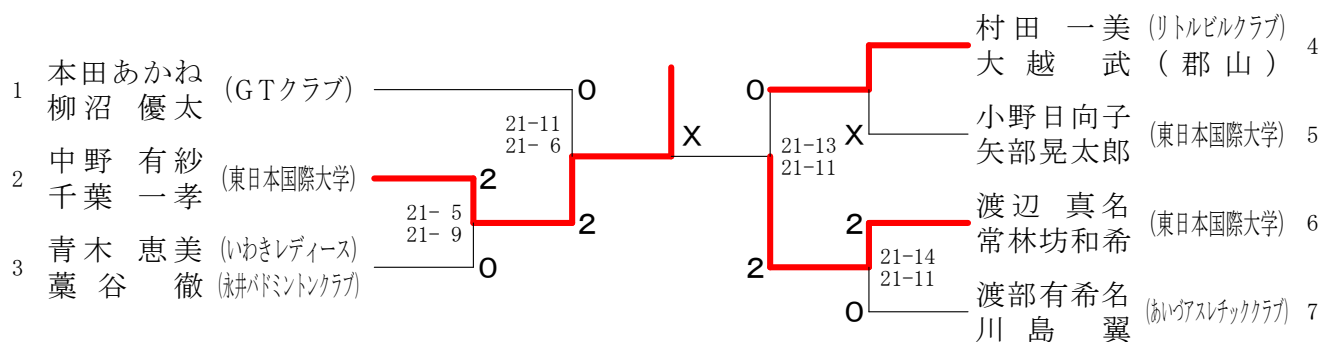 1 本田あかね (GTクラブ)
柳沼 優太
2 中野 有紗 (東日本国際大学)
千葉 一孝
3 青木 恵美 (いわきレディース)
藁谷 徹 (永井バドミントンクラブ)
0
21-11
21- 6
2
21- 5
21- 9
2
0
X
0
21-13
21-11
X
2
2
21-14
21-11
0
村田 一美 (リトルビルクラブ) 4
大越 武 (郡山)
小野日向子 (東日本国際大学) 5
矢部晃太郎
渡辺 真名 (東日本国際大学) 6
常林坊和希
渡部有希名 (あいづアスレチッククラブ) 7
川島 翼